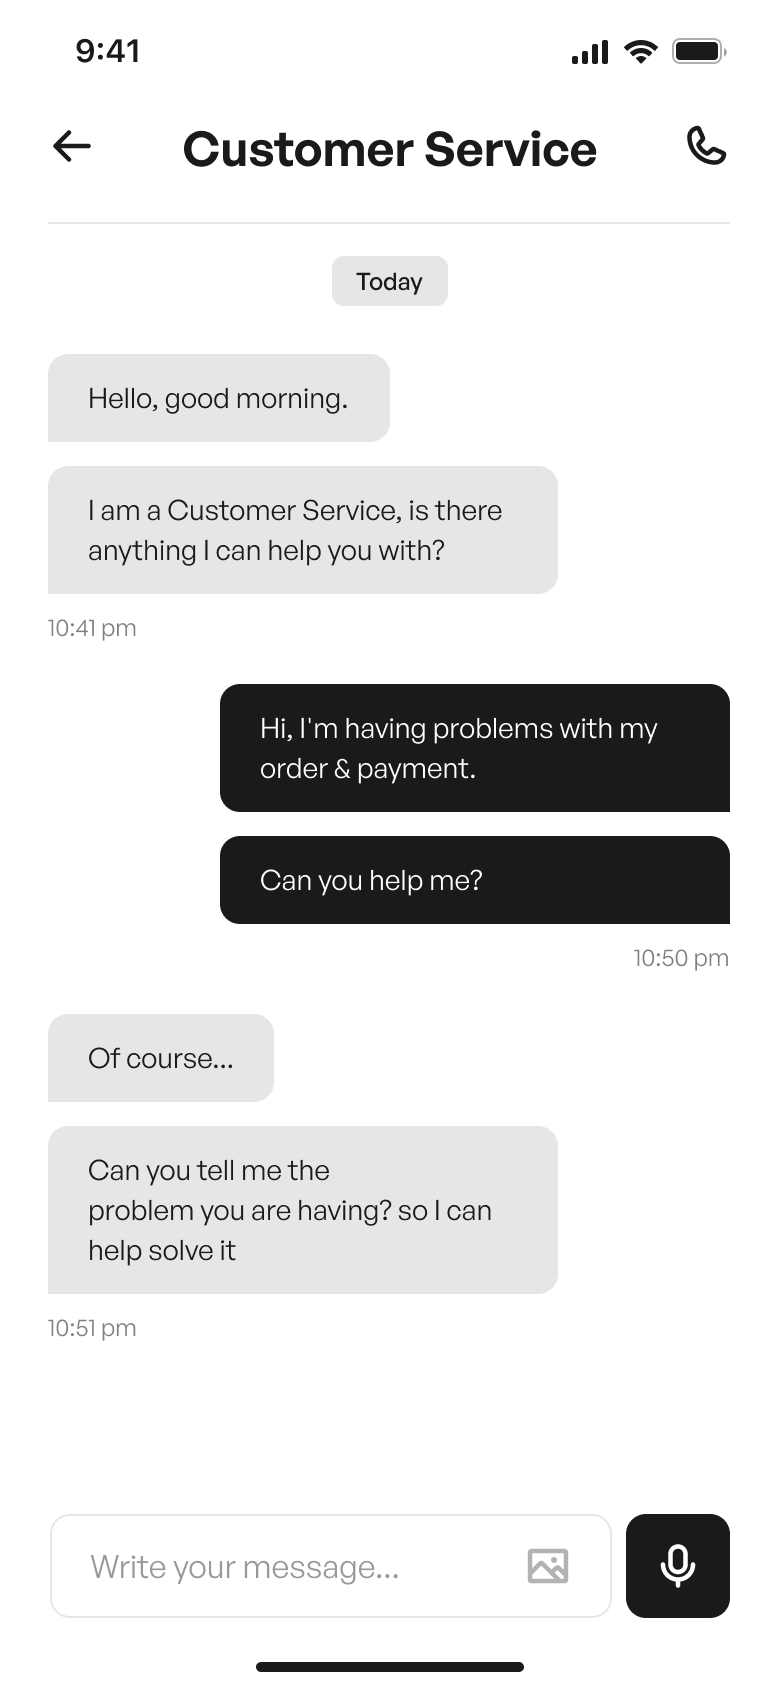 9:41
Customer Service
Today
Hello, good morning.
I am a Customer Service, is there
anything I can help you with?
10:41 pm
Hi, I'm having problems with my
order & payment.
Can you help me?
10:50 pm
Of course...
Can you tell me the
problem you are having? so I can
help solve it
10:51 pm
Write your message...